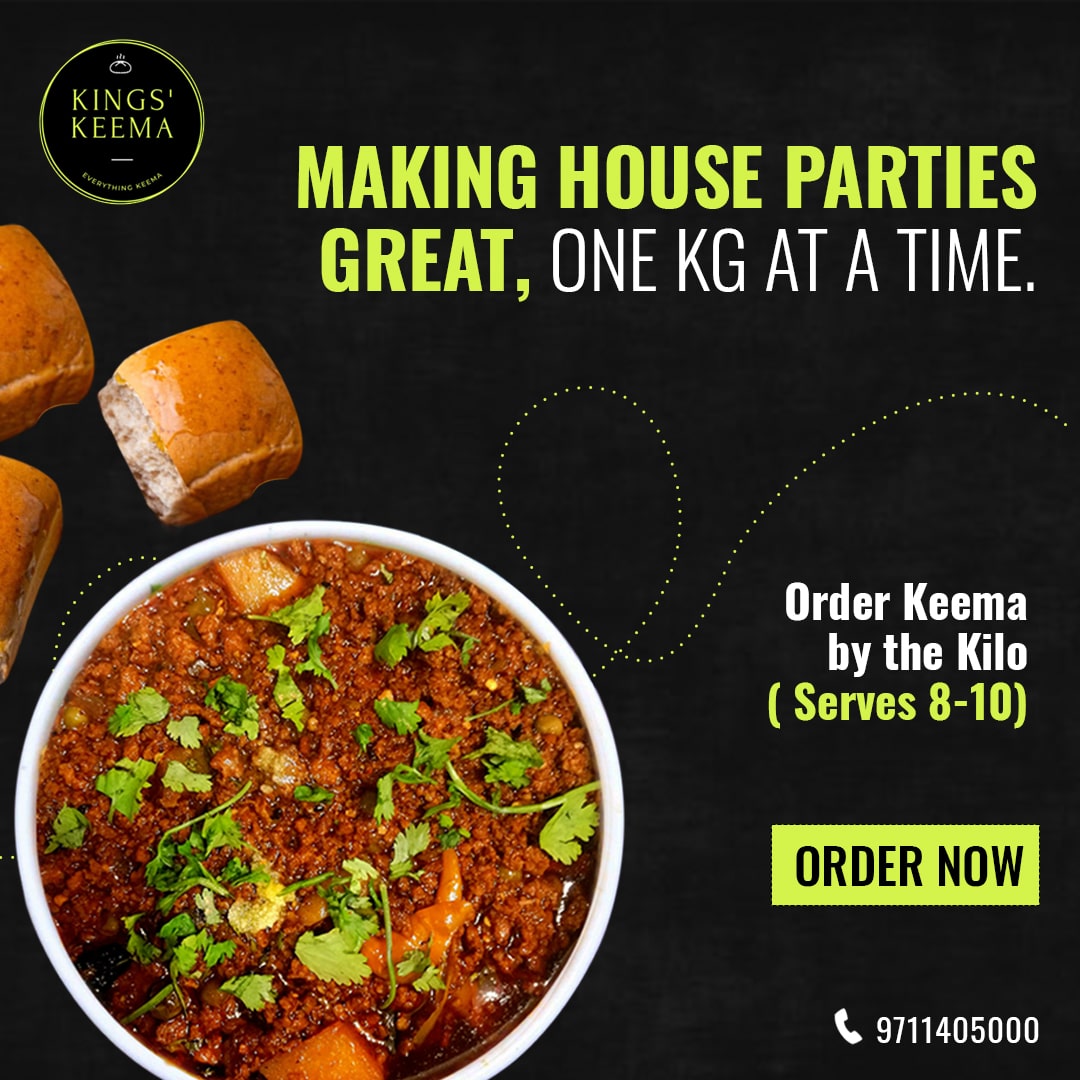 KINGS'
KEEMA
EVERYTHING KEEMA
MAKING HOUSE PARTIES
GREAT, ONE KG AT A TIME.
Order Keema
by the Kilo
( Serves 8-10)
ORDER NOW
9711405000